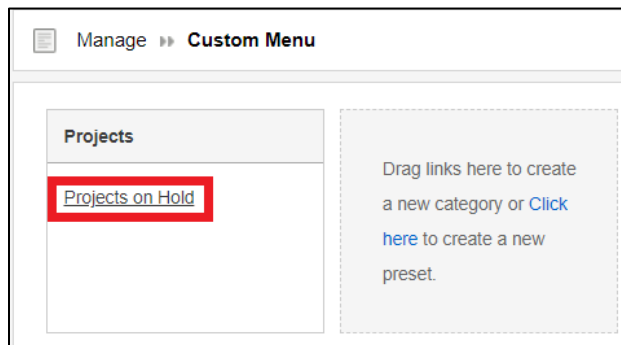 Manage » Custom Menu
Projects
Projects on Hold
Drag links here to create
a new category or Click
here to create a new
preset.